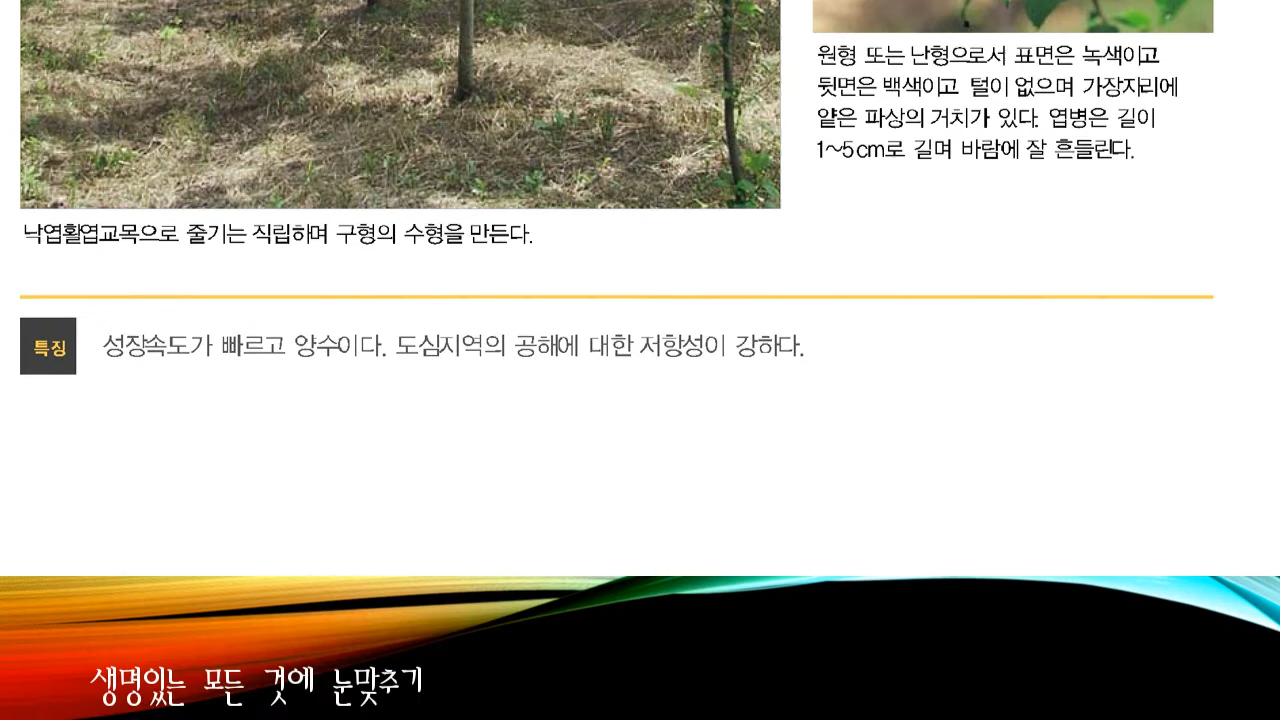 원형 또는 난형으로서 표면은 녹색이고
뒷면은 백색이고 털이 없으며 가장자리에
얕은 파상의 거치가 있다. 엽병은 길이
1~5cm로 길며 바람에 잘 흔들린다.
낙엽활엽교목으로 줄기는 직립하며 구형의 수형을 만든다.
특징 성장속도가 빠르고 양수이다. 도심지역의 공해에 대한 저항성이 강하다.
생명있는 모든 것에 눈맞추기